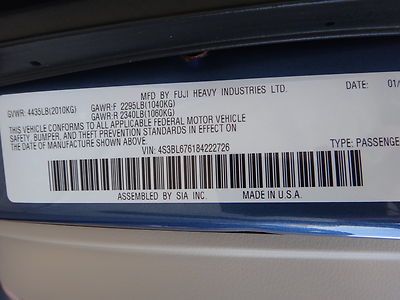 MFD BY FUJI HEAVY INDUSTRIES LTD. 01/
GVWR: 4435LB(2010KG) GAWR:F 2295LB(1040KG)
GAWR:R 2340LB(1060KG)
THIS VEHICLE CONFORMS TO ALL APPLICABLE FEDERAL MOTOR VEHICLE
SAFETY, BUMPER, AND THEFT PREVENTION STANDARDS IN EFFECT ON
THE DATE OF MANUFACTURE SHOWN ABOVE.
VIN: 4S3BL676184222726 TYPE: PASSENGE
ASSEMBLED BY SIA INC. MADE IN U.S.A.